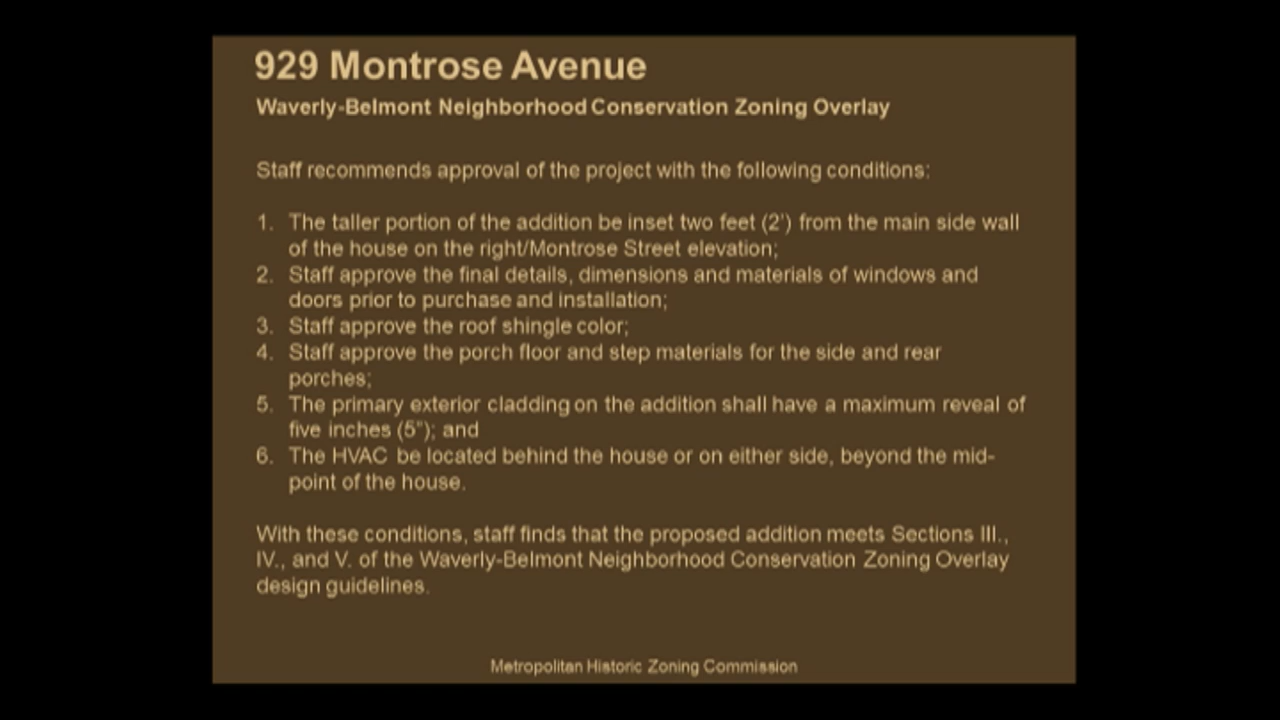 929 Montrose Avenue
Waverly-Belmont Neighborhood Conservation Zoning Overlay
Staff recommends approval of the project with the following conditions:
1. The taller portion of the addition be inset two feet (2') from the main side wall
of the house on the right/Montrose Street elevation;
2. Staff approve the final details, dimensions and materials of windows and
doors prior to purchase and installation;
3. Staff approve the roof shingle color;
4. Staff approve the porch floor and step materials for the side and rear
porches;
5. The primary exterior cladding on the addition shall have a maximum reveal of
five inches (5"); and
6. The HVAC be located behind the house or on either side, beyond the mid-
point of the house.
With these conditions, staff finds that the proposed addition meets Sections III.,
IV., and V. of the Waverly-Belmont Neighborhood Conservation Zoning Overlay
design guidelines.
Metropolitan Historic Zoning Commission